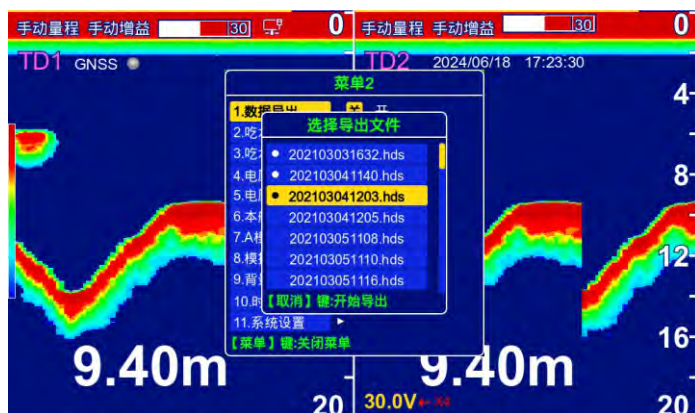 手动量程 手动增益 30 0
手动量程 手动增益 30 0
TD1 GNSS
TD2 2024/06/18 17:23:30
菜单2
1.数据导出 关 开
选择导出文件
2.吃
3.吃
4.电
5.电
6.本
7.A
8.模
9.背
10.时
11.系统设置
202103031632.hds
202103041140.hds
202103041203.hds
202103041205.hds
202103051108.hds
202103051110.hds
202103051116.hds
【取消】键:开始导出
【菜单】键:关闭菜单
4
8
12
16
20
9.40m
9.40m
20
30.0V
X4